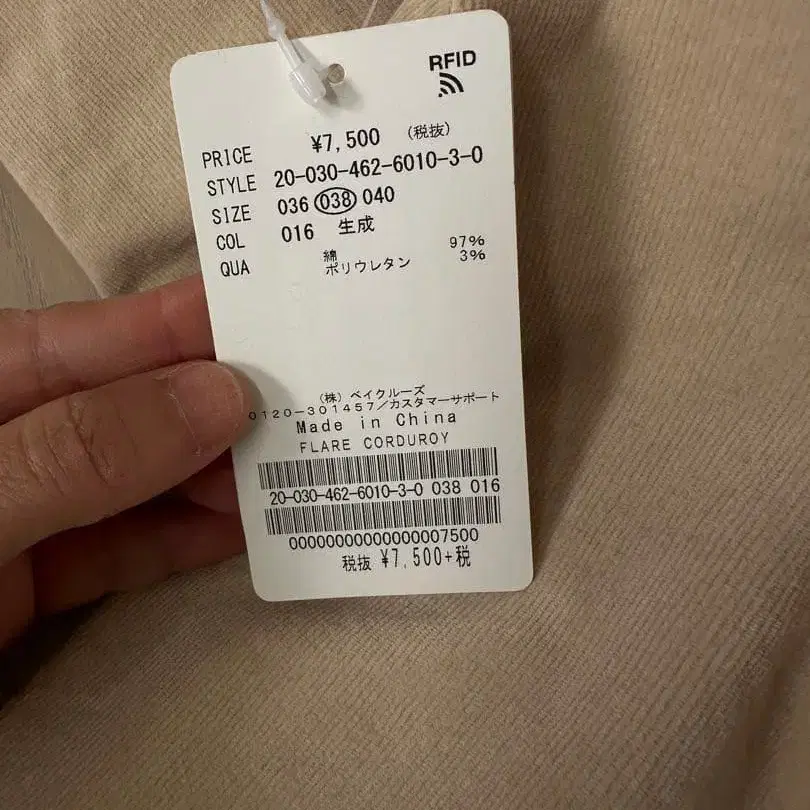 RFID
PRICE ¥7,500 (税抜)
STYLE 20-030-462-6010-3-0
SIZE 036 038 040
COL 016 生成
QUA 綿 97%
ポリウレタン 3%
(株) ベイクルーズ
0120-301457/カスタマーサポート
Made in China
FLARE CORDUROY
20-030-462-6010-3-0 038 016
00000000000000007500
税抜 ¥7,500+税